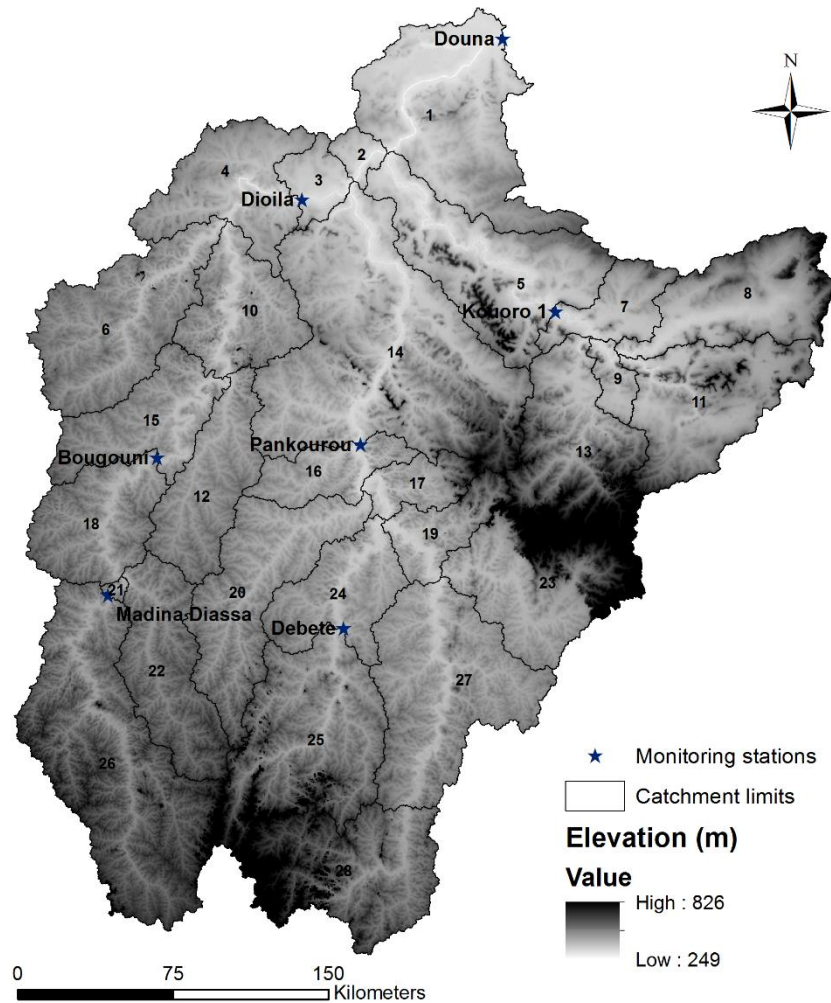 Douna
N
1
2
4
3
Dioila
5
8
7
6
10
Kouoro 1
14
9
11
15
Pankourou
13
Bougouni
16
17
12
18
19
23
21
20
24
Madina Diassa
Debete
22
27
25
26
28
Monitoring stations
Catchment limits
Elevation (m)
Value
High : 826
Low : 249
0 75 150
Kilometers